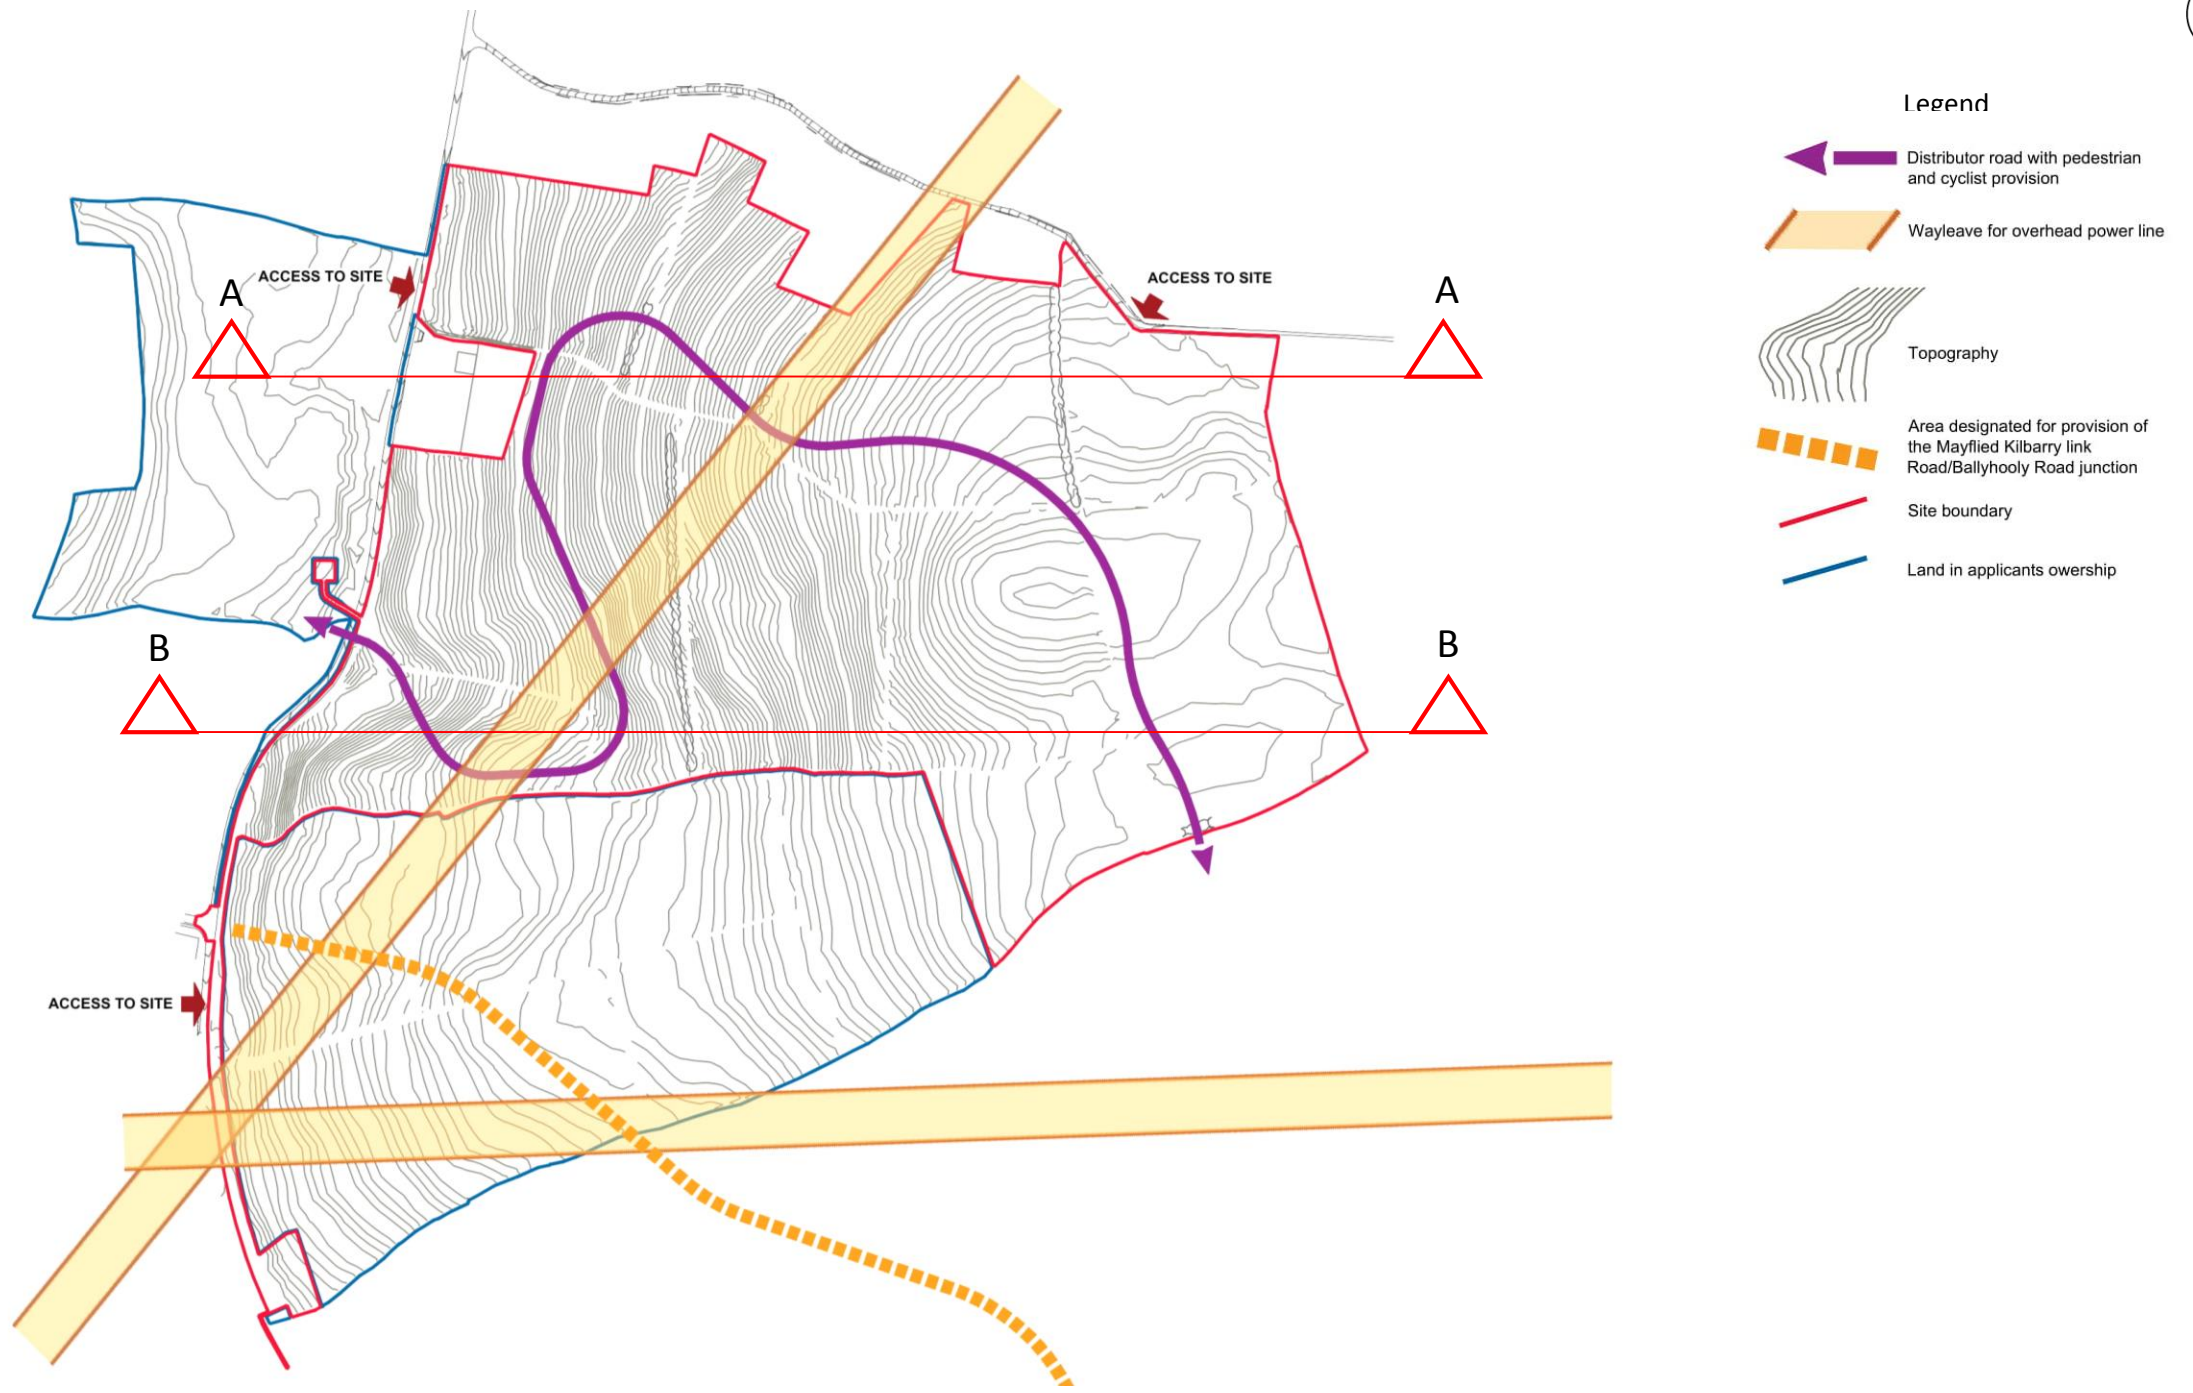 Legend
Distributor road with pedestrian
and cyclist provision
Wayleave for overhead power line
Topography
Area designated for provision of
the Mayflied Kilbarry link
Road/Ballyhooly Road junction
Site boundary
Land in applicants owership
ACCESS TO SITE
ACCESS TO SITE
A
A
B
B
ACCESS TO SITE